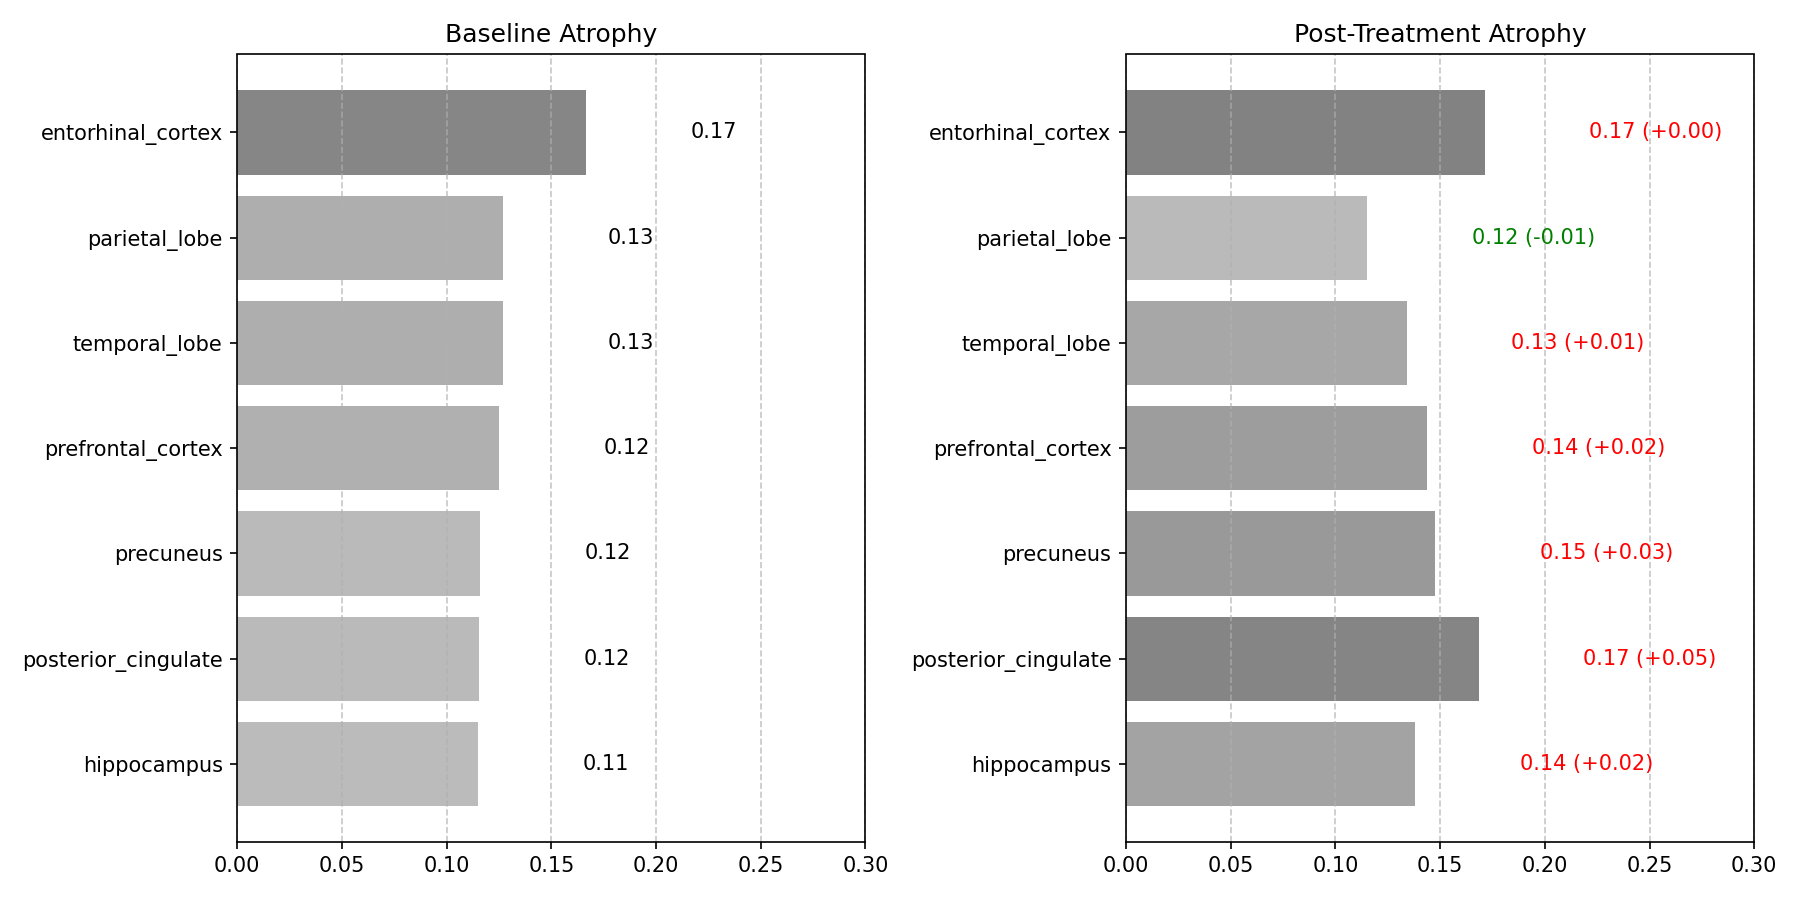 Baseline Atrophy
entorhinal_cortex
0.17
parietal_lobe
0.13
temporal_lobe
0.13
prefrontal_cortex
0.12
precuneus
0.12
posterior_cingulate
0.12
hippocampus
0.11
0.00 0.05 0.10 0.15 0.20 0.25 0.30
Post-Treatment Atrophy
entorhinal_cortex
0.17 (+0.00)
parietal_lobe
0.12 (-0.01)
temporal_lobe
0.13 (+0.01)
prefrontal_cortex
0.14 (+0.02)
precuneus
0.15 (+0.03)
posterior_cingulate
0.17 (+0.05)
hippocampus
0.14 (+0.02)
0.00 0.05 0.10 0.15 0.20 0.25 0.30